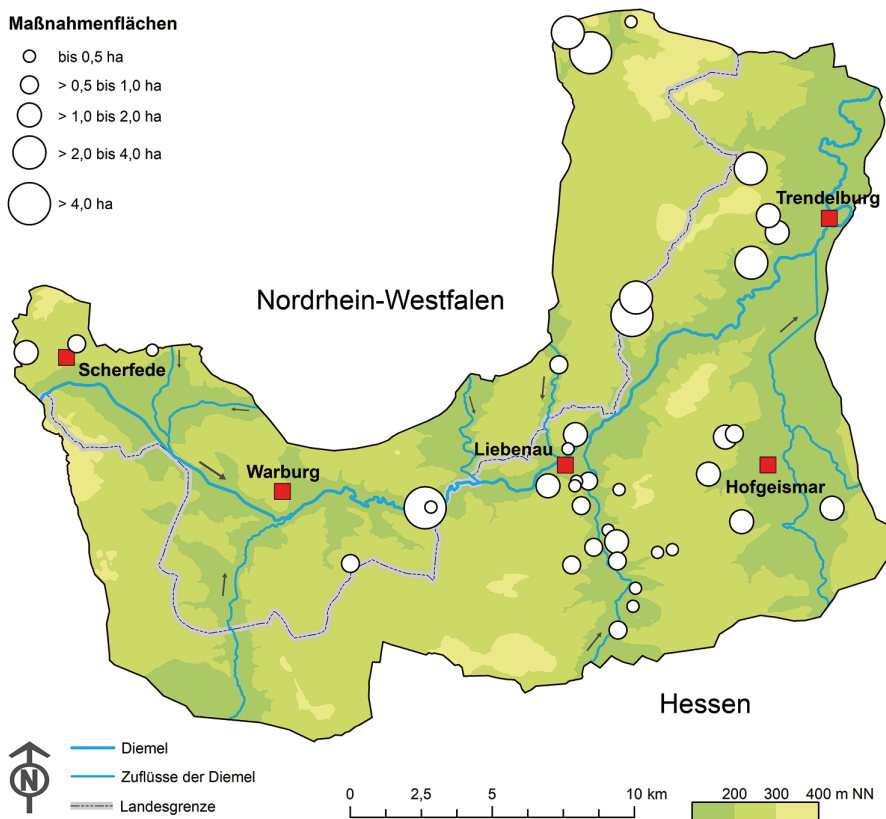 Maßnahmenflächen
bis 0,5 ha
> 0,5 bis 1,0 ha
> 1,0 bis 2,0 ha
> 2,0 bis 4,0 ha
> 4,0 ha
Trendelburg
Nordrhein-Westfalen
Scherfede
Liebenau
Warburg
Hofgeismar
Hessen
N
Diemel
Zuflüsse der Diemel
Landesgrenze
0 2,5 5 10 km
200 300 400 m NN